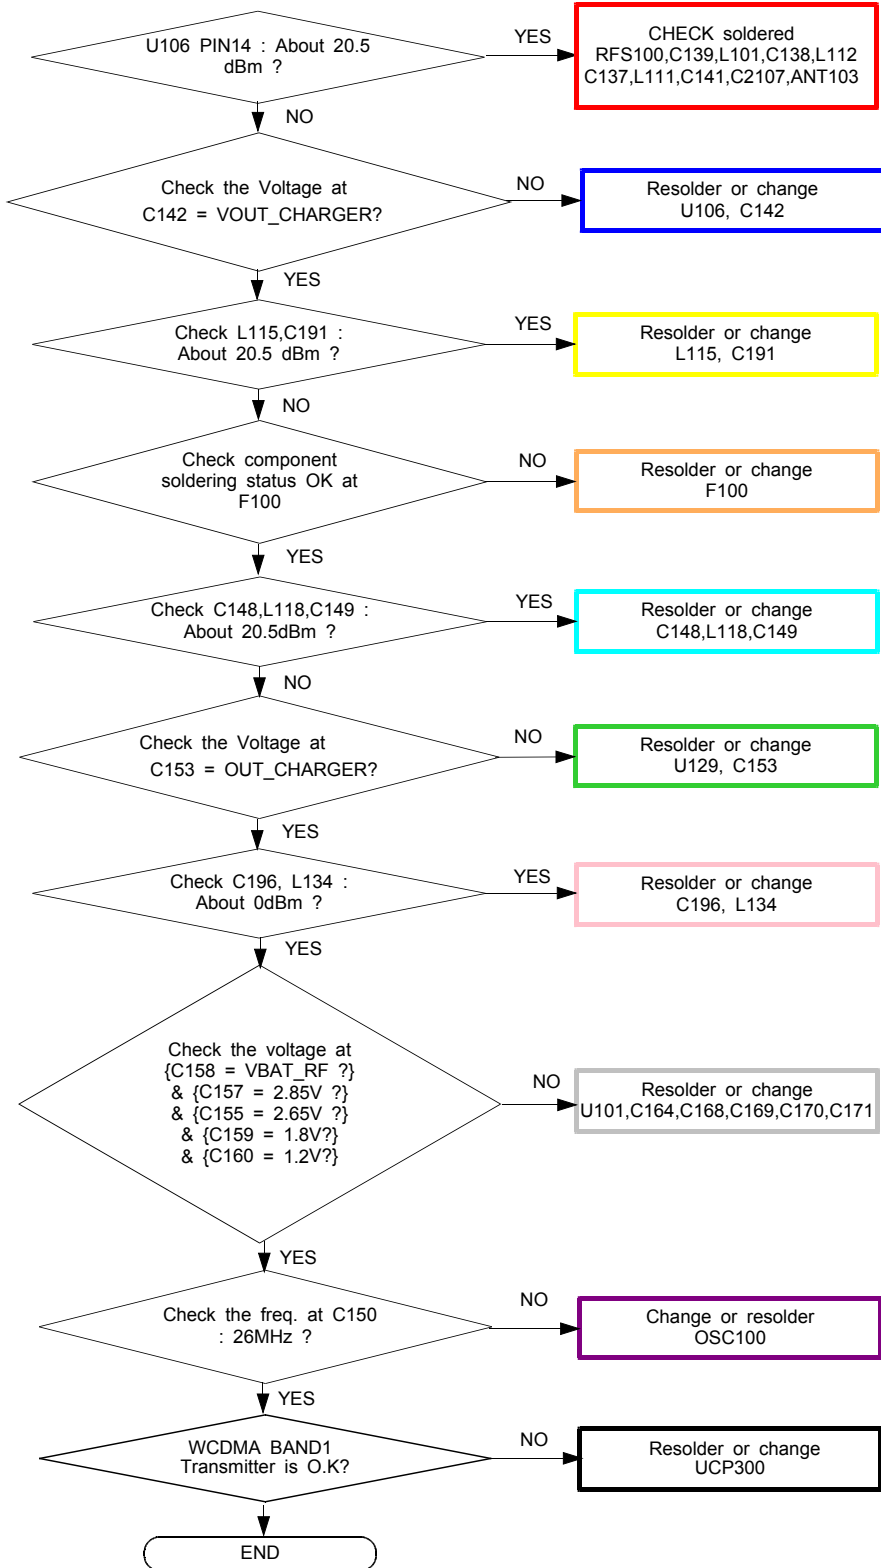 U106 PIN14 : About 20.5
dBm ?
YES
CHECK soldered
RFS100,C139,L101,C138,L112
C137,L111,C141,C2107,ANT103
NO
Check the Voltage at
C142 = VOUT_CHARGER?
NO
Resolder or change
U106, C142
YES
Check L115,C191 :
About 20.5 dBm ?
YES
Resolder or change
L115, C191
NO
Check component
soldering status OK at
F100
NO
Resolder or change
F100
YES
Check C148,L118,C149 :
About 20.5dBm ?
YES
Resolder or change
C148,L118,C149
NO
Check the Voltage at
C153 = OUT_CHARGER?
NO
Resolder or change
U129, C153
YES
Check C196, L134 :
About 0dBm ?
YES
Resolder or change
C196, L134
YES
Check the voltage at
{C158 = VBAT_RF ?}
& {C157 = 2.85V ?}
& {C155 = 2.65V ?}
& {C159 = 1.8V?}
& {C160 = 1.2V?}
NO
Resolder or change
U101,C164,C168,C169,C170,C171
YES
Check the freq. at C150
: 26MHz ?
NO
Change or resolder
OSC100
YES
WCDMA BAND1
Transmitter is O.K?
NO
Resolder or change
UCP300
END